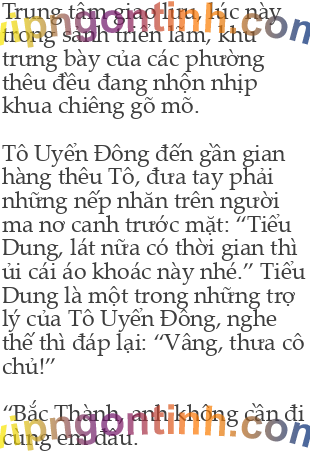 Trung tâm giao lưu, lúc này
trong sảnh triển lãm, khu
trưng bày của các phường
thêu đều đang nhộn nhịp
khua chiêng gõ mõ.

Tô Uyển Đông đến gần gian
hàng thêu Tô, đưa tay phải
những nếp nhăn trên người
ma nơ canh trước mặt: “Tiểu
Dung, lát nữa có thời gian thì
ủi cái áo khoác này nhé.” Tiểu
Dung là một trong những trợ
lý của Tô Uyển Đông, nghe
thế thì đáp lại: “Vâng, thưa cô
chủ!”

“Bắc Thành, anh không cần đi
cùng em đâu.
vipngontinh.com
vipngontinh.com